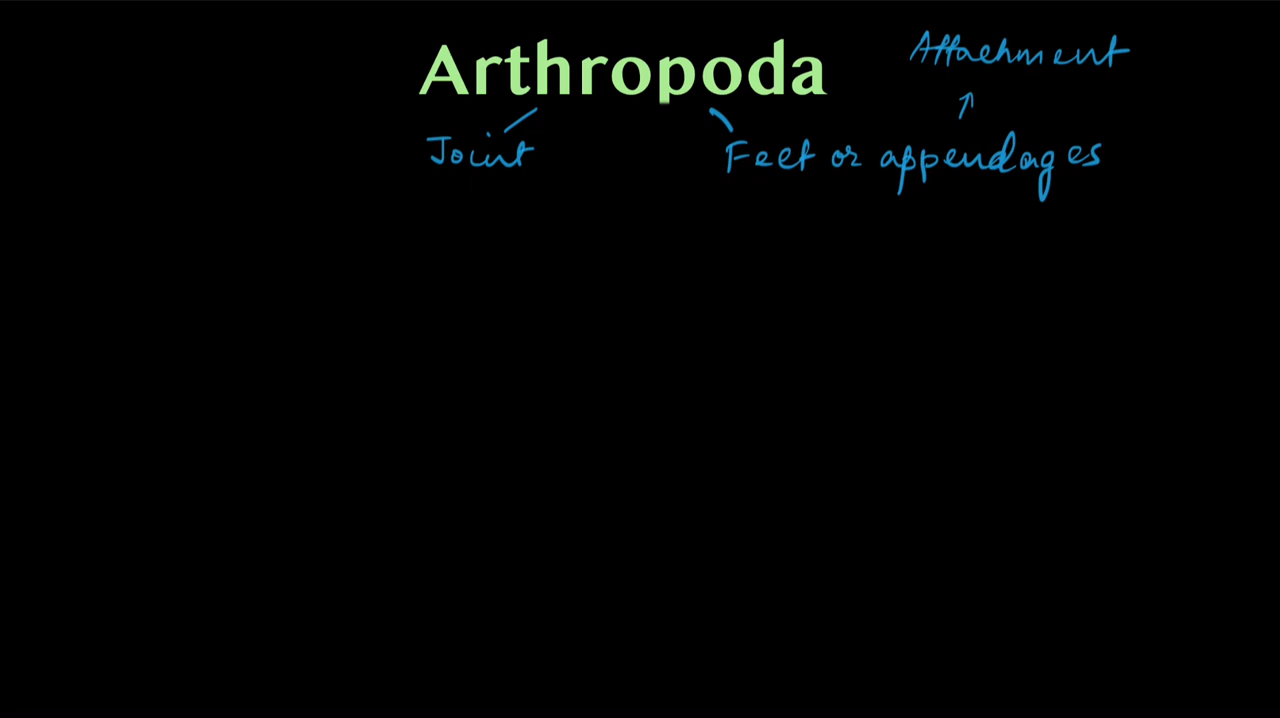 Arthropoda
Attachment
↑
Joint
Feet or appendages